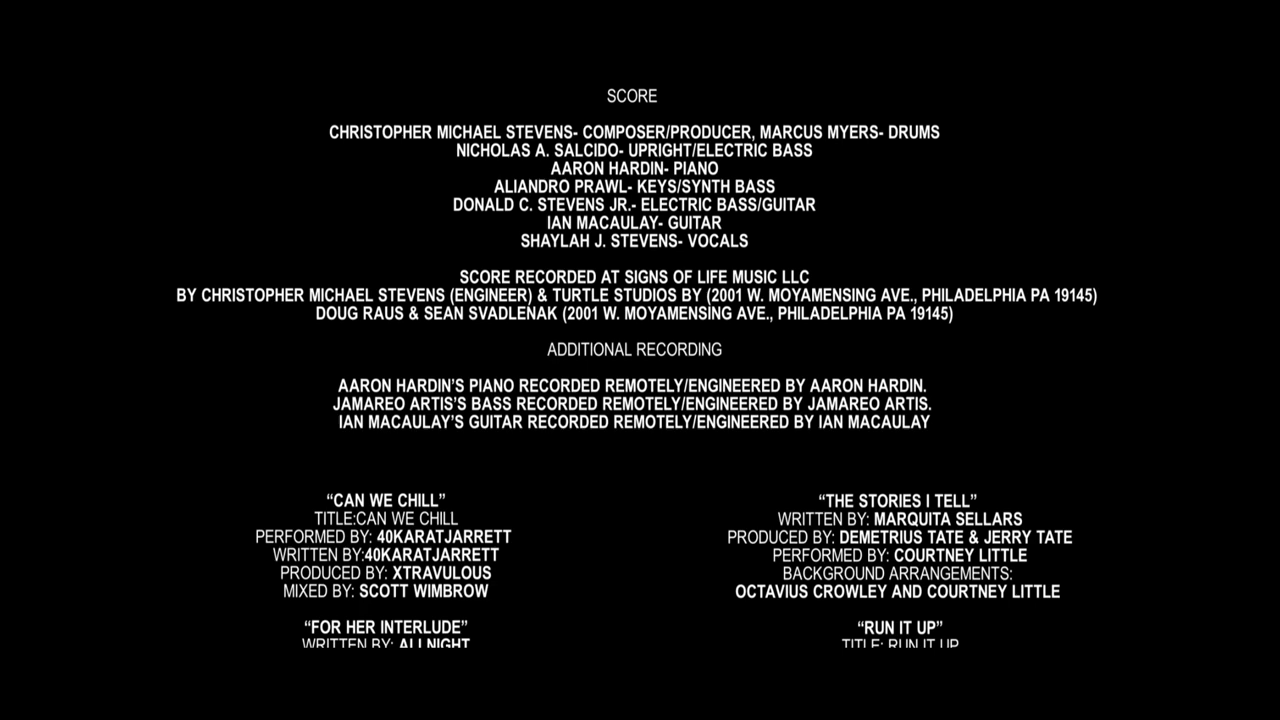 SCORE
CHRISTOPHER MICHAEL STEVENS- COMPOSER/PRODUCER, MARCUS MYERS- DRUMS
NICHOLAS A. SALCIDO- UPRIGHT/ELECTRIC BASS
AARON HARDIN- PIANO
ALIANDRO PRAWL- KEYS/SYNTH BASS
DONALD C. STEVENS JR.- ELECTRIC BASS/GUITAR
IAN MACAULAY- GUITAR
SHAYLAH J. STEVENS- VOCALS
SCORE RECORDED AT SIGNS OF LIFE MUSIC LLC
BY CHRISTOPHER MICHAEL STEVENS (ENGINEER) & TURTLE STUDIOS BY (2001 W. MOYAMENSING AVE., PHILADELPHIA PA 19145)
DOUG RAUS & SEAN SVADLENAK (2001 W. MOYAMENSING AVE., PHILADELPHIA PA 19145)
ADDITIONAL RECORDING
AARON HARDIN’S PIANO RECORDED REMOTELY/ENGINEERED BY AARON HARDIN.
JAMAREO ARTIS’S BASS RECORDED REMOTELY/ENGINEERED BY JAMAREO ARTIS.
IAN MACAULAY’S GUITAR RECORDED REMOTELY/ENGINEERED BY IAN MACAULAY
“CAN WE CHILL”
TITLE:CAN WE CHILL
PERFORMED BY: 40KARATJARRETT
WRITTEN BY:40KARATJARRETT
PRODUCED BY: XTRAVULOUS
MIXED BY: SCOTT WIMBROW
“FOR HER INTERLUDE”
WRITTEN BY: ALLNIGHT
“THE STORIES I TELL”
WRITTEN BY: MARQUITA SELLARS
PRODUCED BY: DEMETRIUS TATE & JERRY TATE
PERFORMED BY: COURTNEY LITTLE
BACKGROUND ARRANGEMENTS:
OCTAVIUS CROWLEY AND COURTNEY LITTLE
“RUN IT UP”
TITLE: RUN IT UP